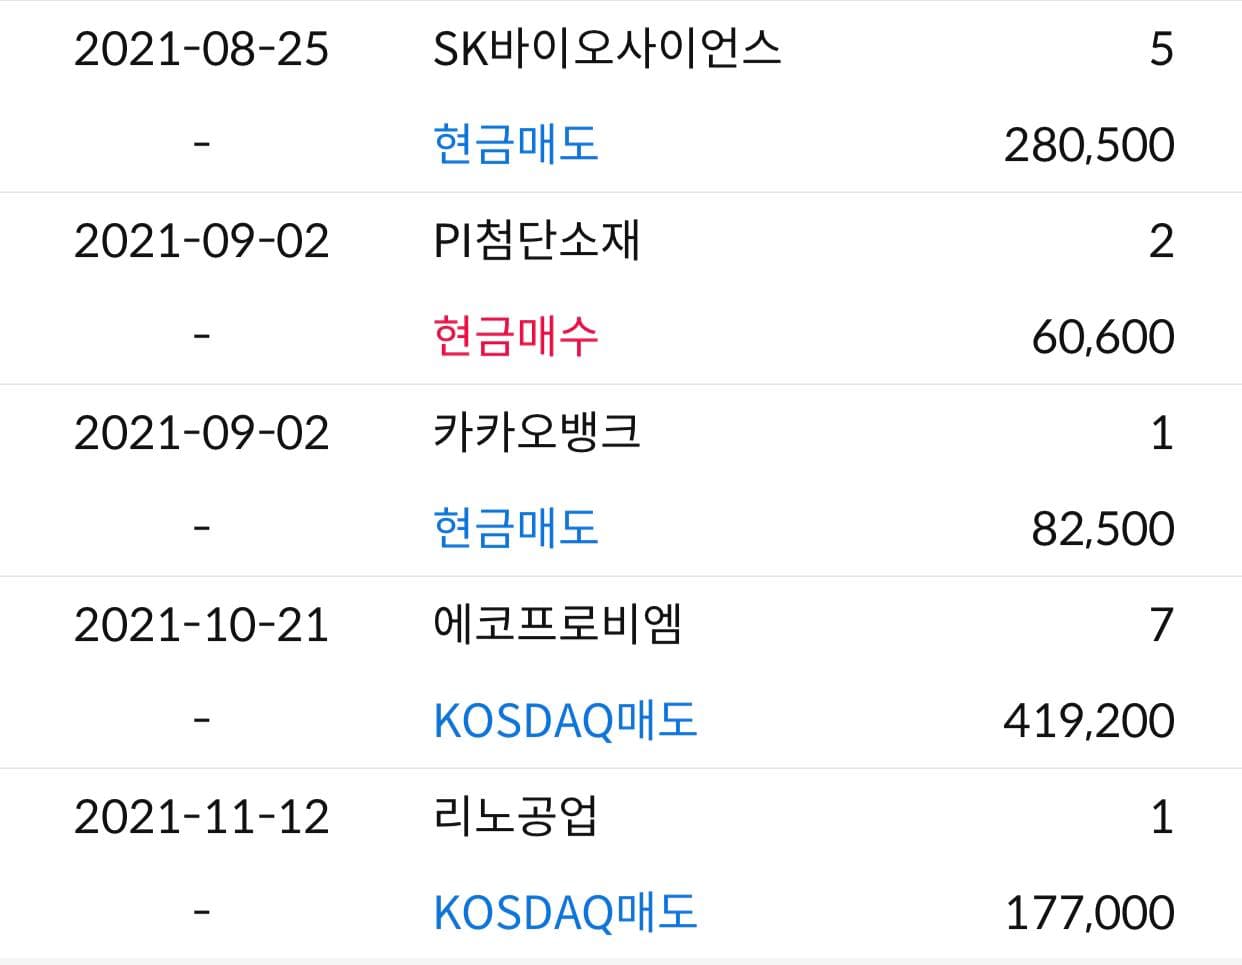 2021-08-25 SK바이오사이언스 5
- 현금매도 280,500
2021-09-02 PI첨단소재 2
- 현금매수 60,600
2021-09-02 카카오뱅크 1
- 현금매도 82,500
2021-10-21 에코프로비엠 7
- KOSDAQ매도 419,200
2021-11-12 리노공업 1
- KOSDAQ매도 177,000